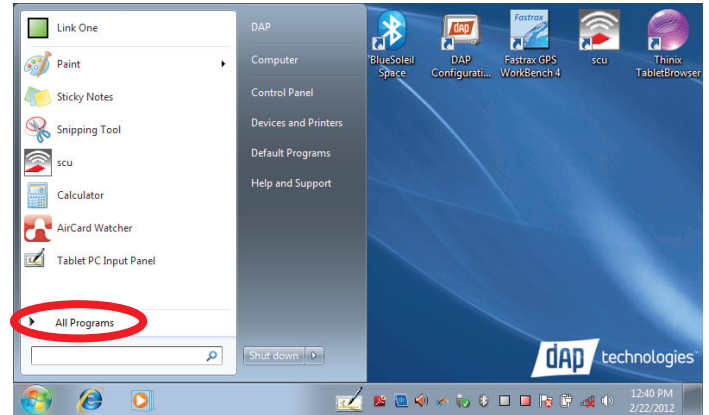 Link One
Paint
Sticky Notes
Snipping Tool
scu
Calculator
AirCard Watcher
Tablet PC Input Panel
All Programs
DAP
Computer
Control Panel
Devices and Printers
Default Programs
Help and Support
Shut down
BlueSoleil
Space
DAP
DAP
Configurati...
Fastrax
Fastrax GPS
WorkBench 4
scu
Thinix
TabletBrowser
dAp technologies
12:40 PM
2/22/2012